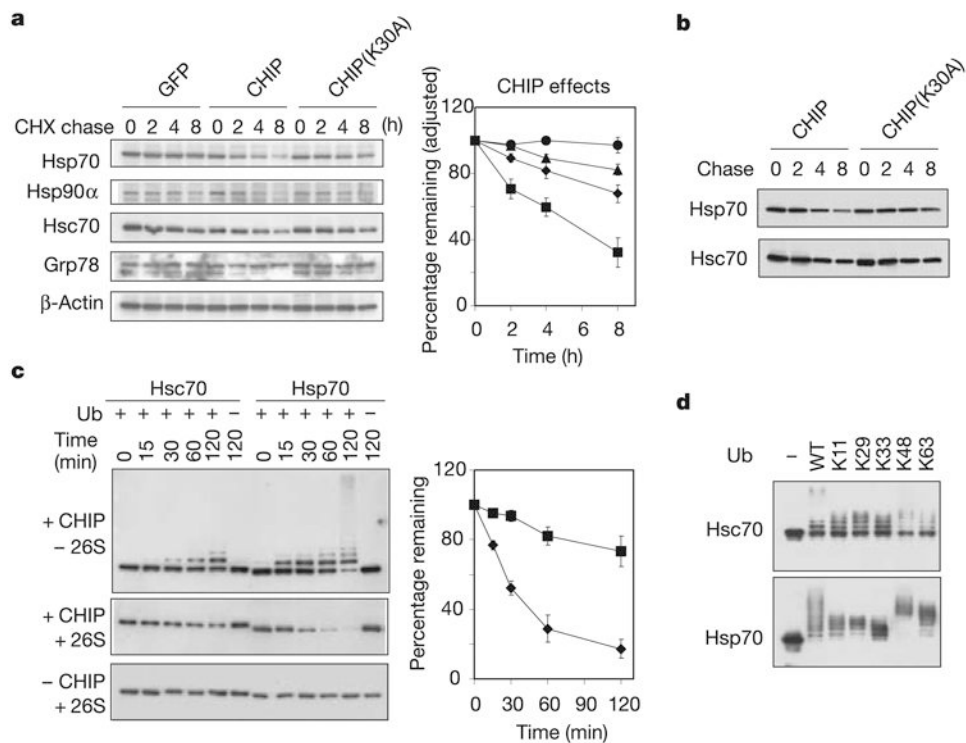 a
GFP CHIP CHIP(K30A)
CHX chase 0 2 4 8 0 2 4 8 0 2 4 8 (h)
Hsp70
Hsp90α
Hsc70
Grp78
β-Actin
CHIP effects
Percentage remaining (adjusted)
120
80
40
0
0 2 4 6 8
Time (h)
b
CHIP CHIP(K30A)
Chase 0 2 4 8 0 2 4 8
Hsp70
Hsc70
c
Hsc70 Hsp70
Ub + + + + + − + + + + + −
Time (min) 0 15 30 60 120 120 0 15 30 60 120 120
+ CHIP
− 26S
+ CHIP
+ 26S
− CHIP
+ 26S
Percentage remaining
120
80
40
0
0 30 60 90 120
Time (min)
d
Ub − WT K11 K29 K33 K48 K63
Hsc70
Hsp70